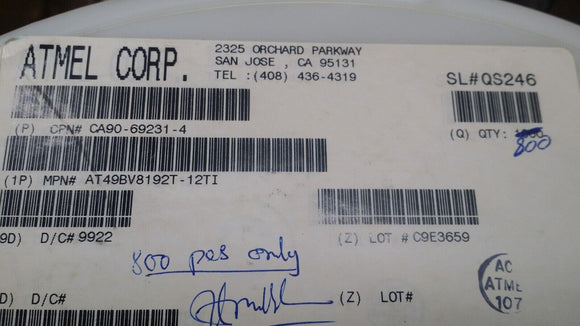 ATMEL CORP.
2325 ORCHARD PARKWAY
SAN JOSE , CA 95131
TEL :(408) 436-4319
SL#QS246
(P) CPN# CA90-69231-4
(Q) QTY:
800
(1P) MPN# AT49BV8192T-12TI
9D) D/C# 9922
(Z) LOT # C9E3659
800 pcs only
AC
ATME
107
D) D/C#
(Z) LOT#